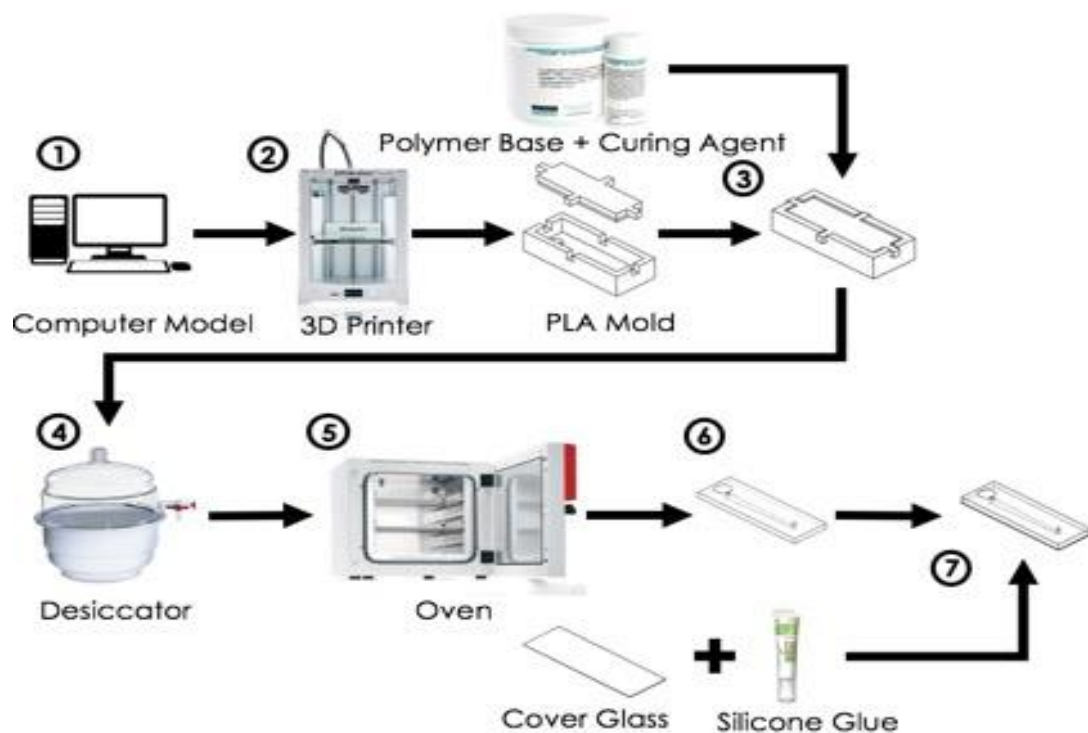 Polymer Base + Curing Agent
1
2
3
Computer Model
3D Printer
PLA Mold
4
5
6
Desiccator
Oven
7
Cover Glass
+
Silicone Glue